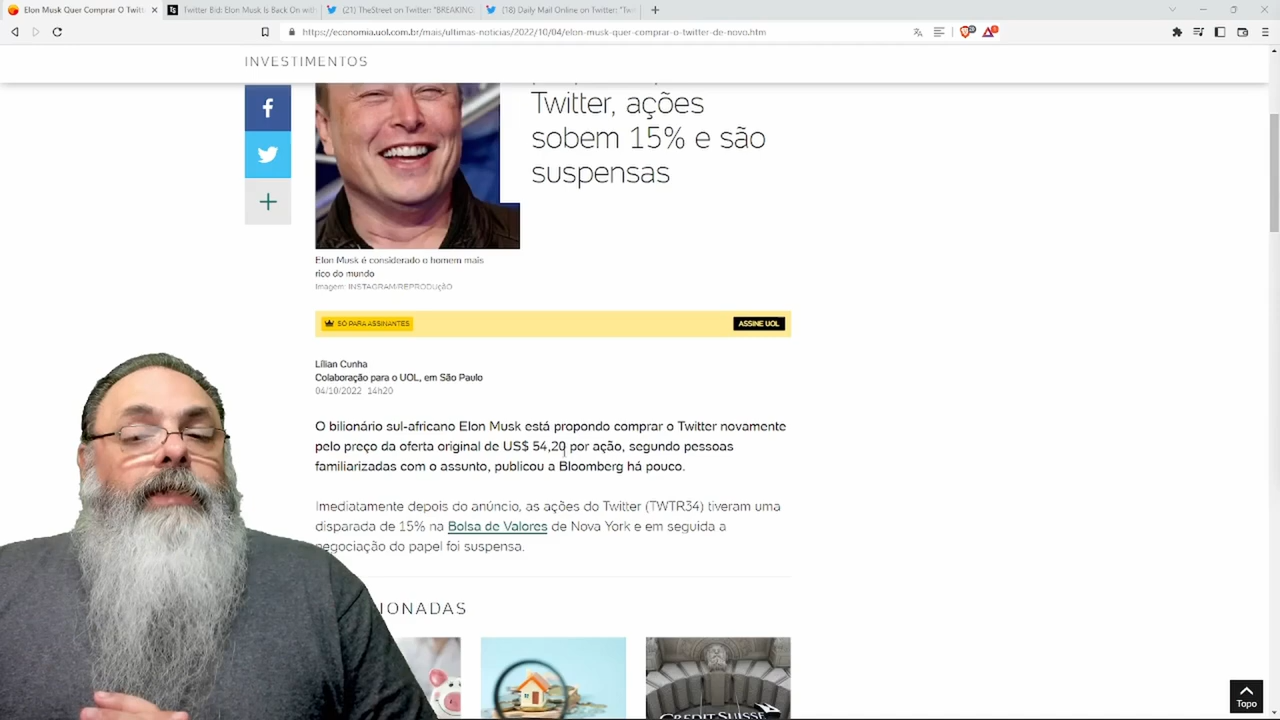 Elon Musk Quer Comprar O Twitt
Twitter Bid: Elon Musk Is Back On with
(21) TheStreet on Twitter: "BREAKING
(18) Daily Mail Online on Twitter: "Twi
https://economia.uol.com.br/mais/ultimas-noticias/2022/10/04/elon-musk-quer-comprar-o-twitter-de-novo.htm
INVESTIMENTOS
Twitter, ações
sobem 15% e são
suspensas
Elon Musk é considerado o homem mais
rico do mundo
Imagem: INSTAGRAM/REPRODUçãO
SÓ PARA ASSINANTES
ASSINE UOL
Lílian Cunha
Colaboração para o UOL, em São Paulo
04/10/2022 14h20
O bilionário sul-africano Elon Musk está propondo comprar o Twitter novamente
pelo preço da oferta original de US$ 54,20 por ação, segundo pessoas
familiarizadas com o assunto, publicou a Bloomberg há pouco.
Imediatamente depois do anúncio, as ações do Twitter (TWTR34) tiveram uma
disparada de 15% na Bolsa de Valores de Nova York e em seguida a
negociação do papel foi suspensa.
IONADAS
CREDIT SUISSE
Topo